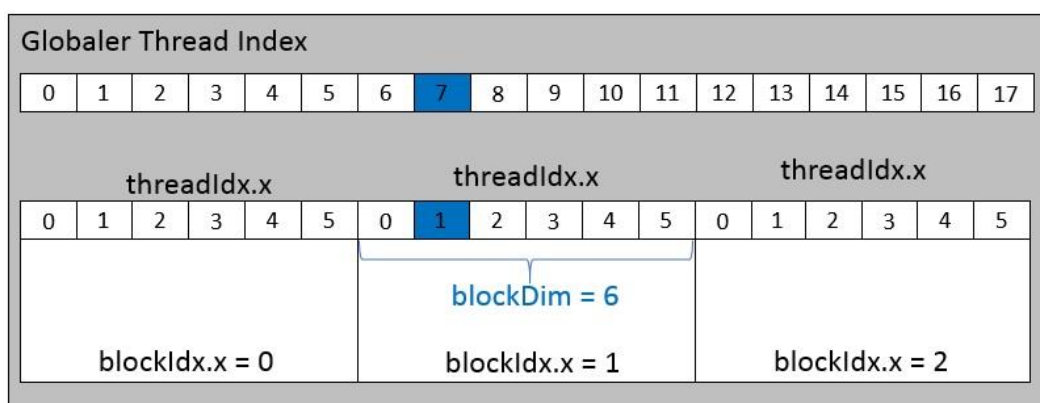 Globaler Thread Index
0 1 2 3 4 5 6 7 8 9 10 11 12 13 14 15 16 17
threadIdx.x threadIdx.x threadIdx.x
0 1 2 3 4 5 0 1 2 3 4 5 0 1 2 3 4 5
blockDim = 6
blockIdx.x = 0 blockIdx.x = 1 blockIdx.x = 2